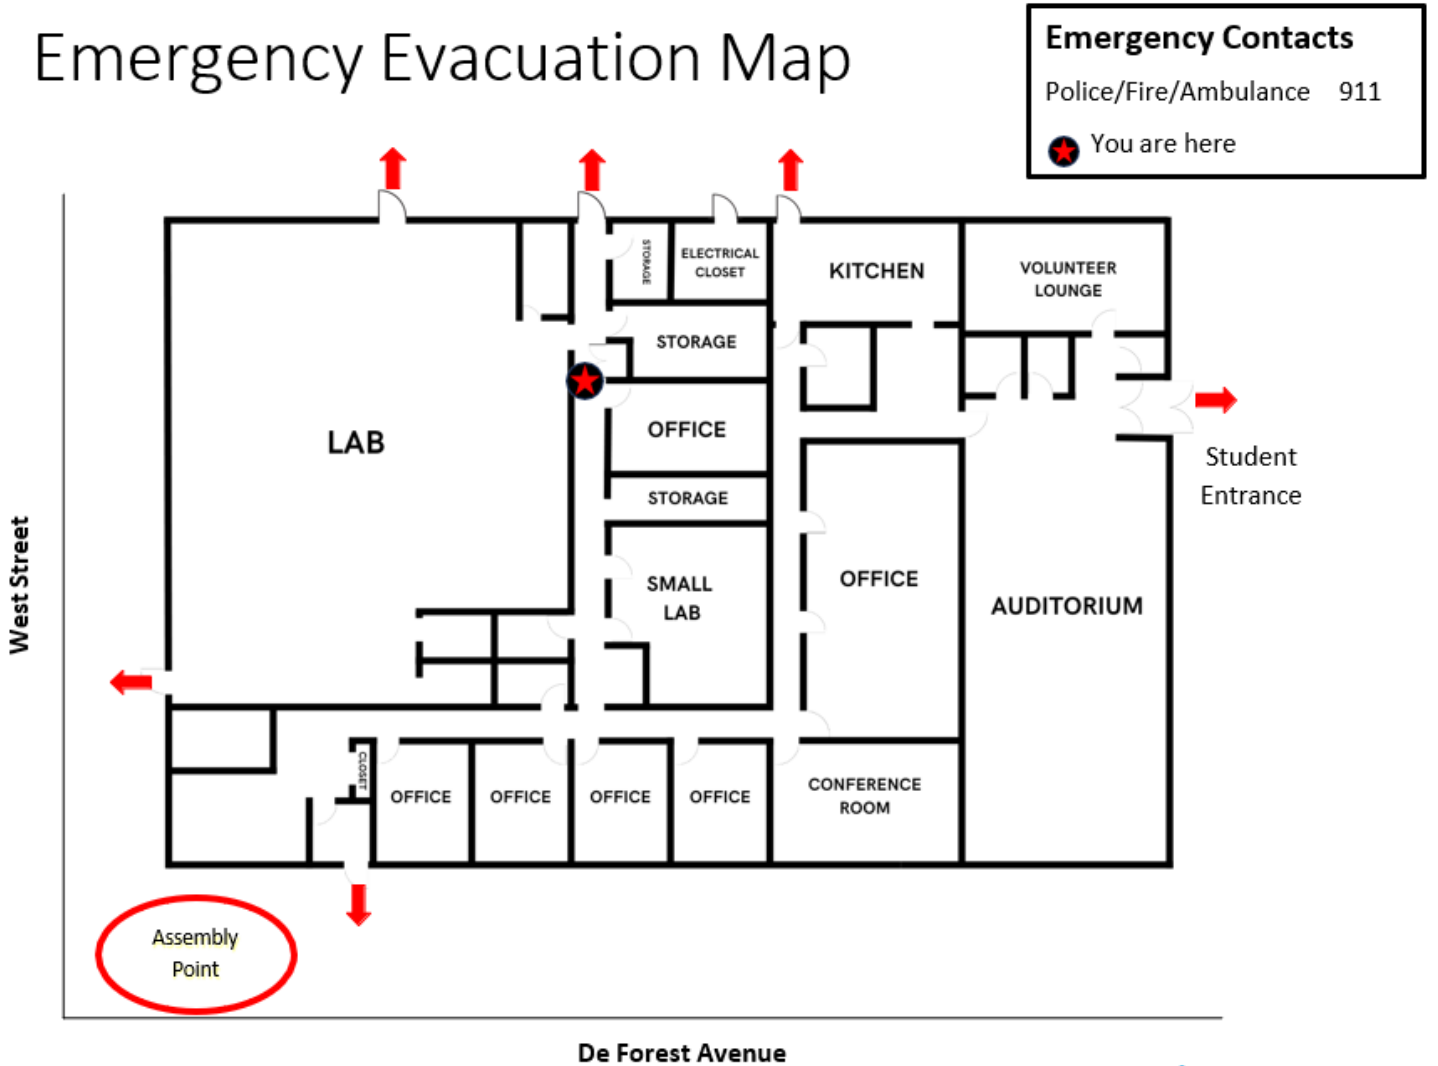 Emergency Evacuation Map
Emergency Contacts
Police/Fire/Ambulance 911
You are here
STORAGE
ELECTRICAL
CLOSET
KITCHEN
VOLUNTEER
LOUNGE
STORAGE
LAB
OFFICE
Student
Entrance
STORAGE
West Street
SMALL
LAB
OFFICE
AUDITORIUM
CLOSET
OFFICE
OFFICE
OFFICE
OFFICE
CONFERENCE
ROOM
Assembly
Point
De Forest Avenue